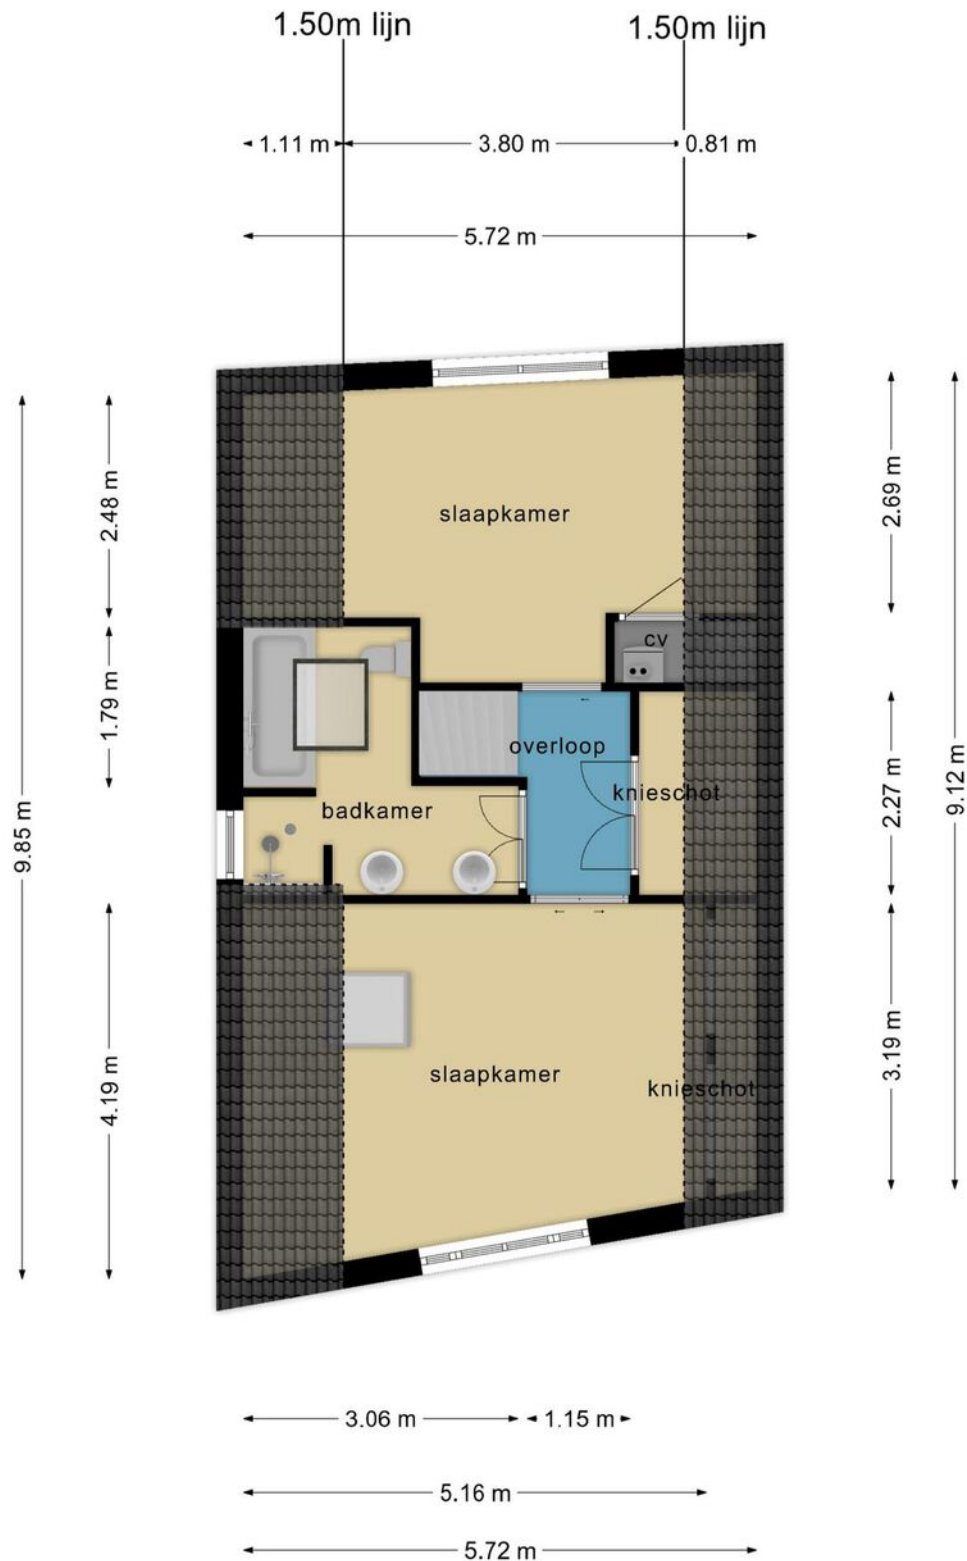 1.50m lijn
1.50m lijn
1.11 m
3.80 m
0.81 m
5.72 m
2.48 m
2.69 m
slaapkamer
cv
1.79 m
overloop
knieschot
badkamer
2.27 m
9.12 m
9.85 m
4.19 m
3.19 m
slaapkamer
knieschot
3.06 m
1.15 m
5.16 m
5.72 m